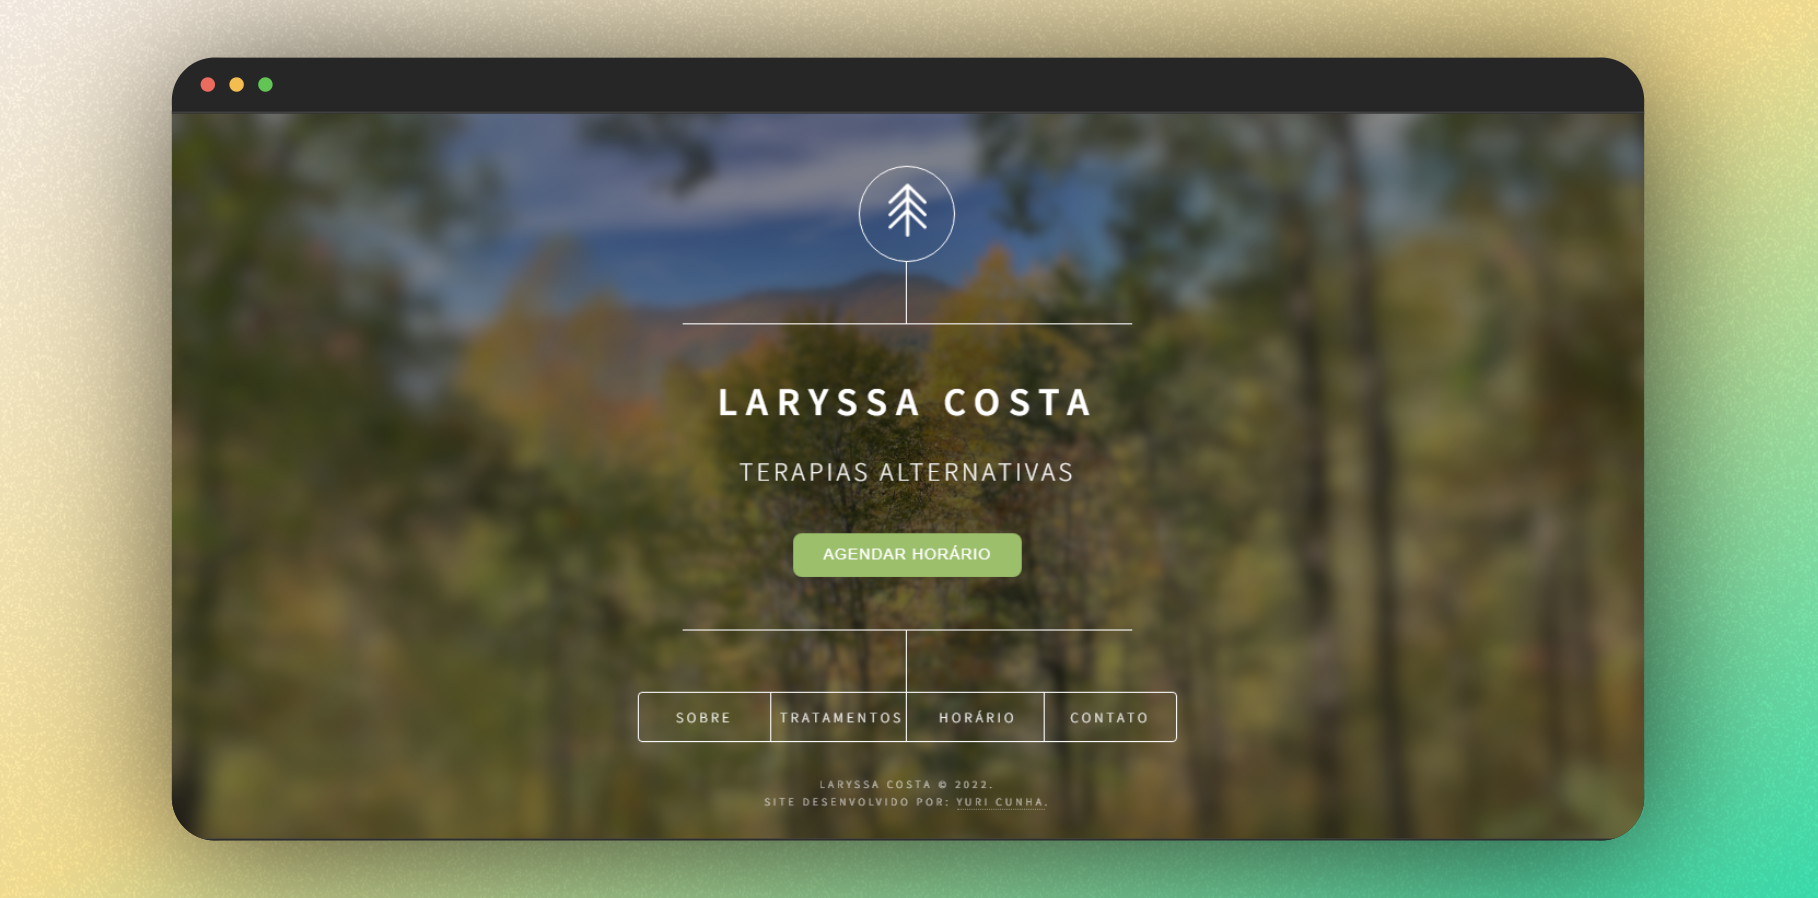 LARYSSA COSTA
TERAPIAS ALTERNATIVAS
AGENDAR HORÁRIO
SOBRE TRATAMENTOS HORÁRIO CONTATO
LARYSSA COSTA © 2022.
SITE DESENVOLVIDO POR: YURI CUNHA.